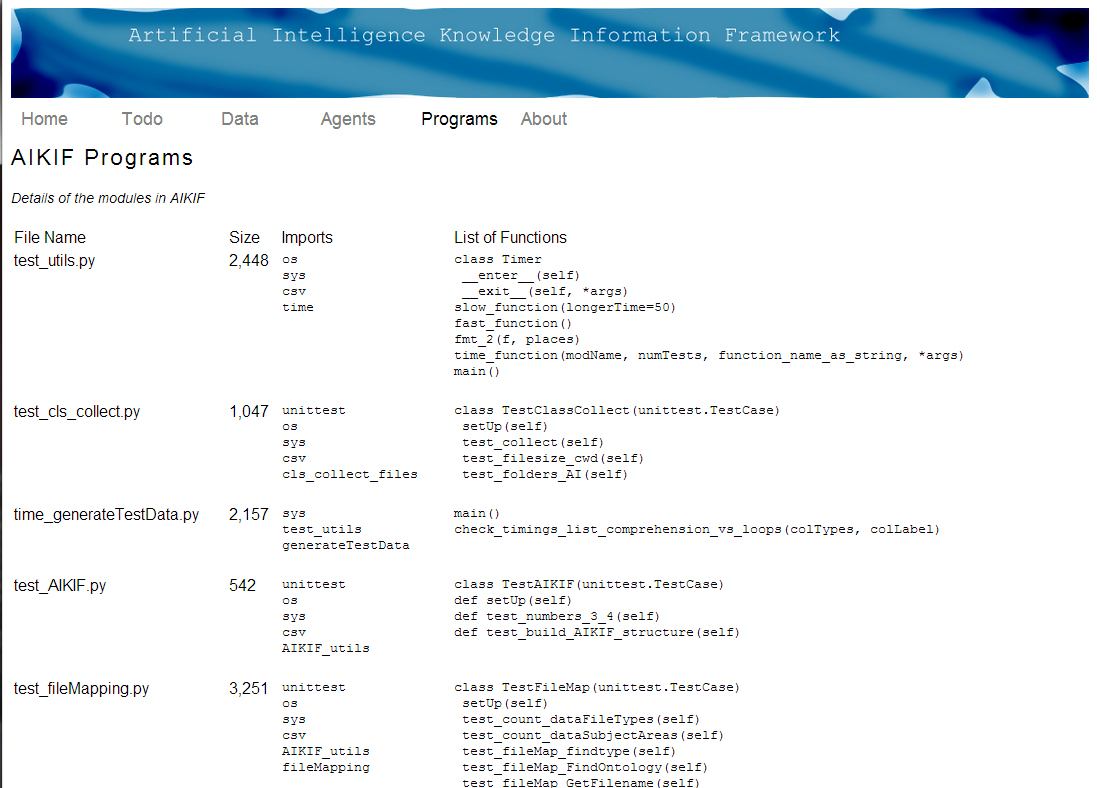 Artificial Intelligence Knowledge Information Framework
Home Todo Data Agents Programs About
AIKIF Programs
Details of the modules in AIKIF
File Name Size Imports List of Functions
test_utils.py 2,448 os class Timer
sys __enter__(self)
csv __exit__(self, *args)
time slow_function(longerTime=50)
fast_function()
fmt_2(f, places)
time_function(modName, numTests, function_name_as_string, *args)
main()
test_cls_collect.py 1,047 unittest class TestClassCollect(unittest.TestCase)
os setUp(self)
sys test_collect(self)
csv test_filesize_cwd(self)
cls_collect_files test_folders_AI(self)
time_generateTestData.py 2,157 sys main()
test_utils check_timings_list_comprehension_vs_loops(colTypes, colLabel)
generateTestData
test_AIKIF.py 542 unittest class TestAIKIF(unittest.TestCase)
os def setUp(self)
sys def test_numbers_3_4(self)
csv def test_build_AIKIF_structure(self)
AIKIF_utils
test_fileMapping.py 3,251 unittest class TestFileMap(unittest.TestCase)
os setUp(self)
sys test_count_dataFileTypes(self)
csv test_count_dataSubjectAreas(self)
AIKIF_utils test_fileMap_findtype(self)
fileMapping test_fileMap_FindOntology(self)
test_fileMap_GetFilename(self)